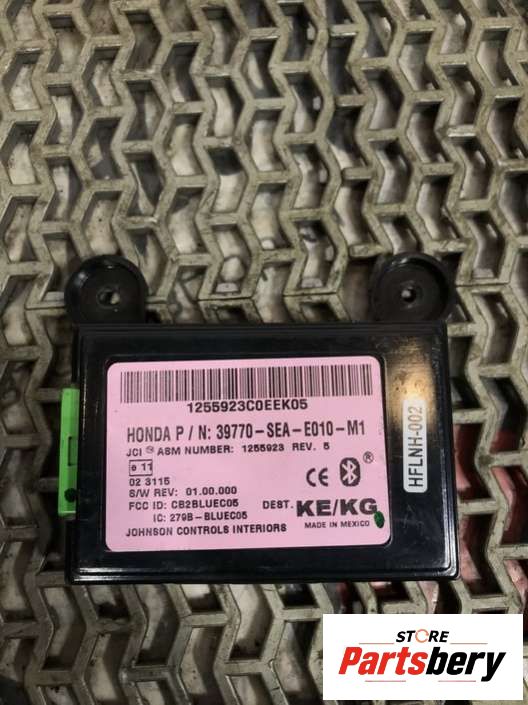 1255923C0EEK05
HONDA P / N: 39770-SEA-E010-M1
JCI ASM NUMBER: 1255923 REV. 5
e 11
02 3115
S/W REV: 01.00.000
FCC ID: CB2BLUEC05
IC: 279B-BLUEC05
JOHNSON CONTROLS INTERIORS
CE
®
DEST. KE/KG
MADE IN MEXICO
HFLNH-002
STORE
Partsbery